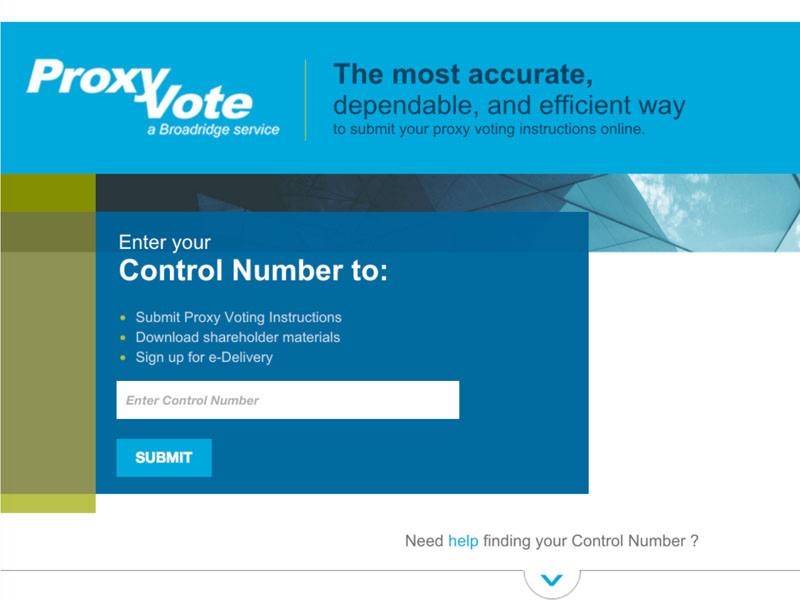 ProxyVote
a Broadridge service
The most accurate,
dependable, and efficient way
to submit your proxy voting instructions online.
Enter your
Control Number to:
Submit Proxy Voting Instructions
Download shareholder materials
Sign up for e-Delivery
Enter Control Number
SUBMIT
Need help finding your Control Number ?